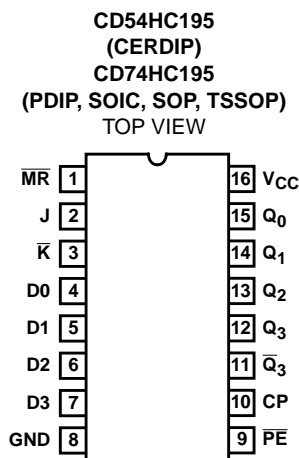 CD54HC195
(CERDIP)
CD74HC195
(PDIP, SOIC, SOP, TSSOP)
TOP VIEW
M̅R̅ 1 16 VCC
J 2 15 Q0
K̅ 3 14 Q1
D0 4 13 Q2
D1 5 12 Q3
D2 6 11 Q̅3
D3 7 10 CP
GND 8 9 P̅E̅